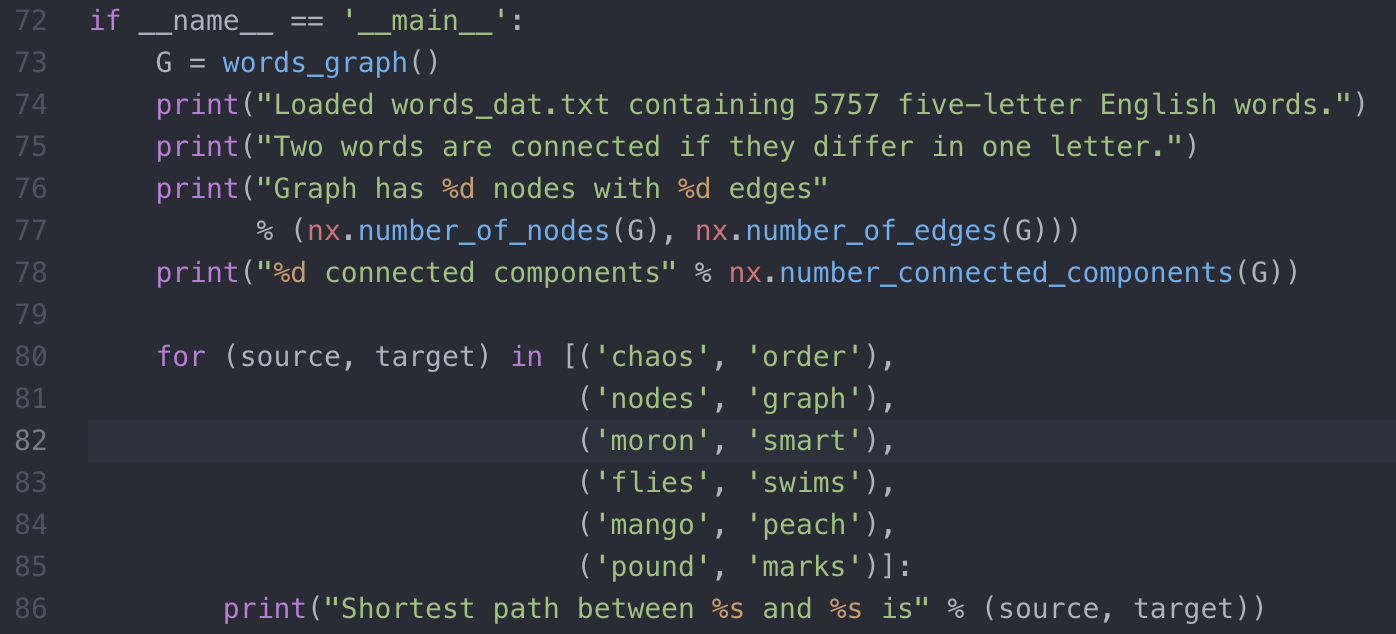 72 if __name__ == '__main__':
73     G = words_graph()
74     print("Loaded words_dat.txt containing 5757 five-letter English words.")
75     print("Two words are connected if they differ in one letter.")
76     print("Graph has %d nodes with %d edges"
77           % (nx.number_of_nodes(G), nx.number_of_edges(G)))
78     print("%d connected components" % nx.number_connected_components(G))
79
80     for (source, target) in [('chaos', 'order'),
81                              ('nodes', 'graph'),
82                              ('moron', 'smart'),
83                              ('flies', 'swims'),
84                              ('mango', 'peach'),
85                              ('pound', 'marks')]:
86         print("Shortest path between %s and %s is" % (source, target))